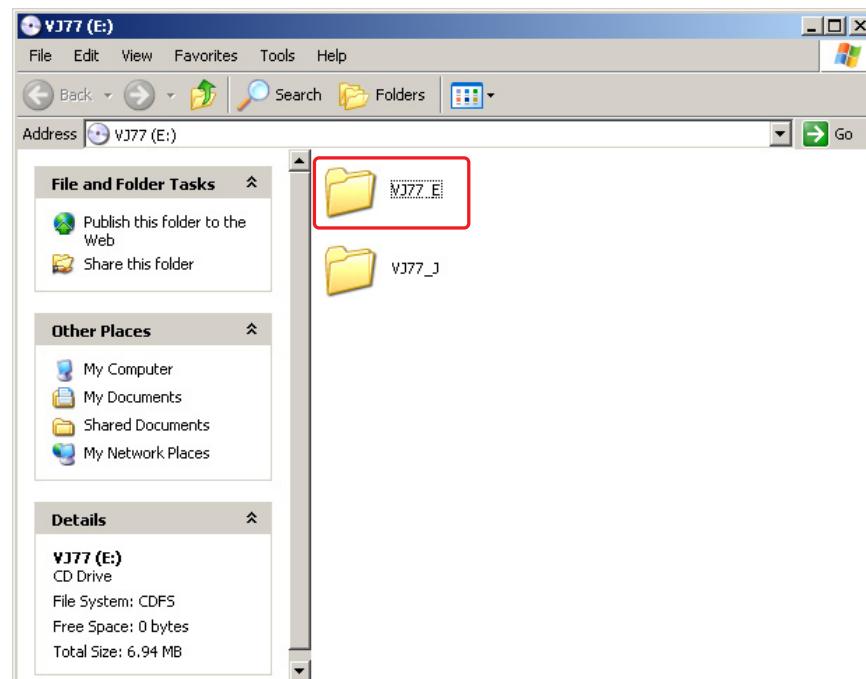 VJ77 (E:)
File Edit View Favorites Tools Help
Back Search Folders
Address VJ77 (E:) Go
File and Folder Tasks
Publish this folder to the
Web
Share this folder
Other Places
My Computer
My Documents
Shared Documents
My Network Places
Details
VJ77 (E:)
CD Drive
File System: CDFS
Free Space: 0 bytes
Total Size: 6.94 MB
VJ77_E
VJ77_J